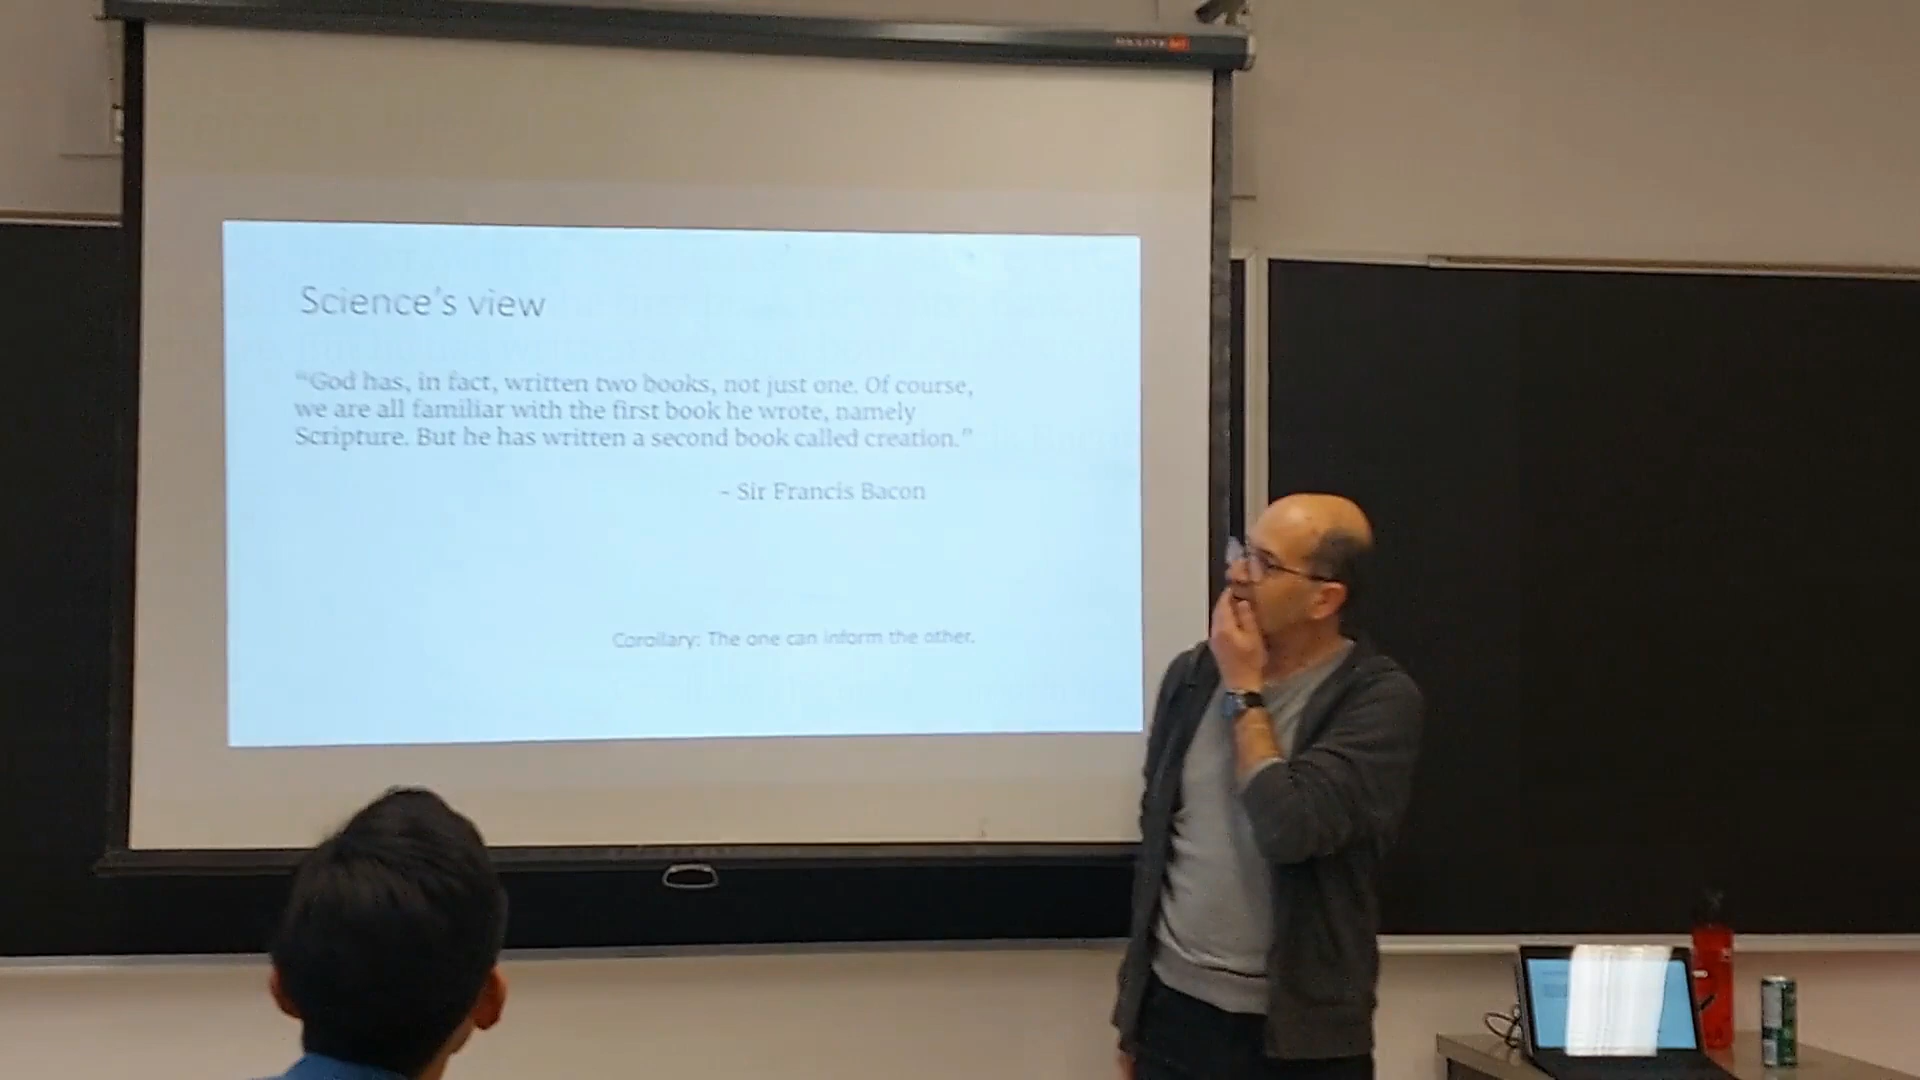 Science's view
"God has, in fact, written two books, not just one. Of course,
we are all familiar with the first book he wrote, namely
Scripture. But he has written a second book called creation."
~ Sir Francis Bacon
Corollary: The one can inform the other.